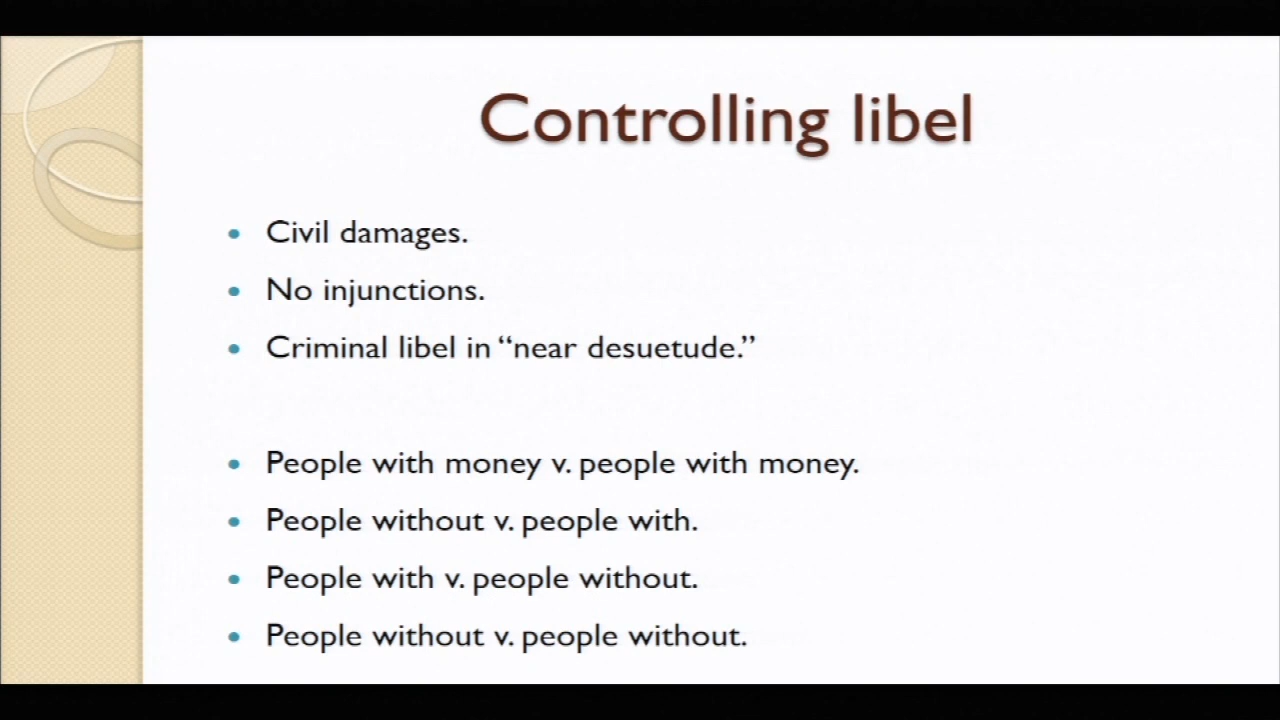 Controlling libel
• Civil damages.
• No injunctions.
• Criminal libel in “near desuetude.”
• People with money v. people with money.
• People without v. people with.
• People with v. people without.
• People without v. people without.